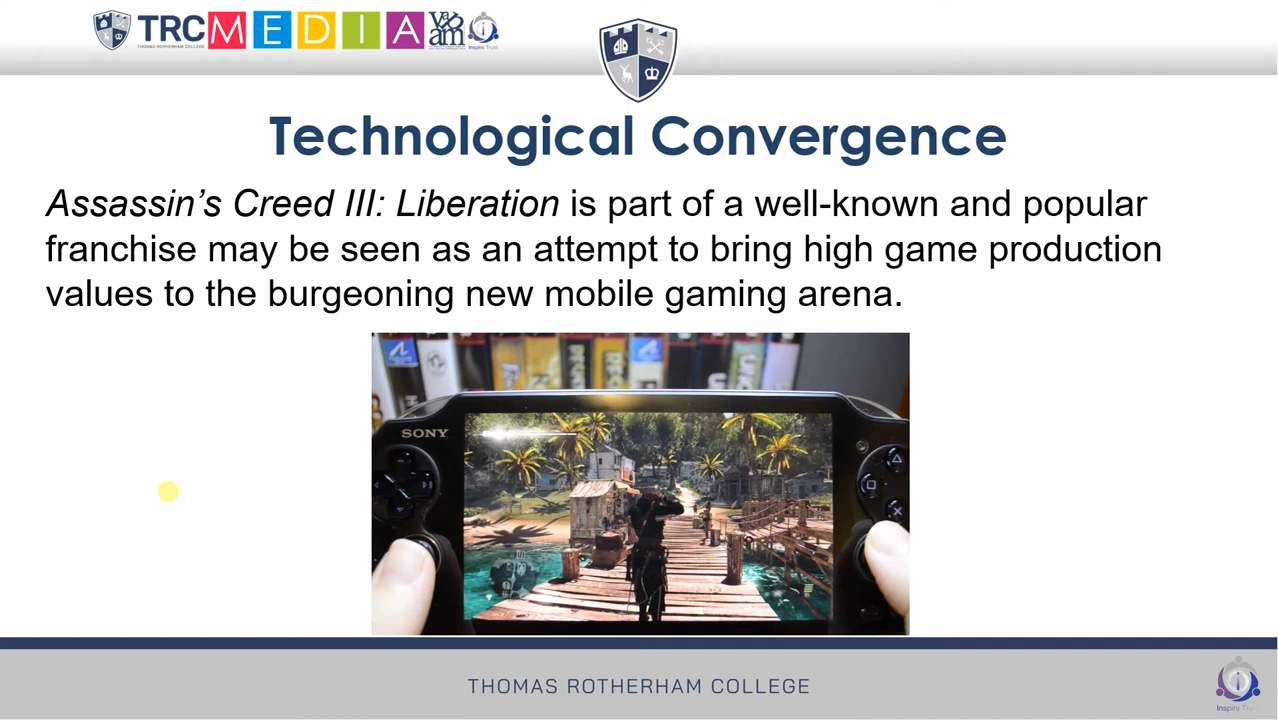 TRC MEDIA
THOMAS ROTHERHAM COLLEGE
Inspire Trust
Technological Convergence
Assassin’s Creed III: Liberation is part of a well-known and popular
franchise may be seen as an attempt to bring high game production
values to the burgeoning new mobile gaming arena.
SONY
THOMAS ROTHERHAM COLLEGE
Inspire Trust